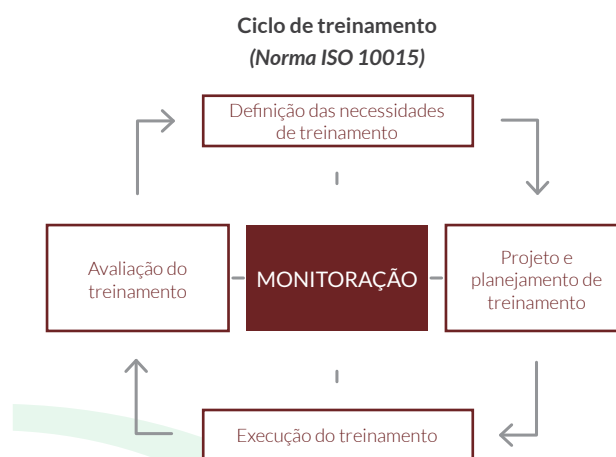 Ciclo de treinamento
(Norma ISO 10015)
Definição das necessidades
de treinamento
Avaliação do
treinamento
MONITORAÇÃO
Projeto e
planejamento de
treinamento
Execução do treinamento